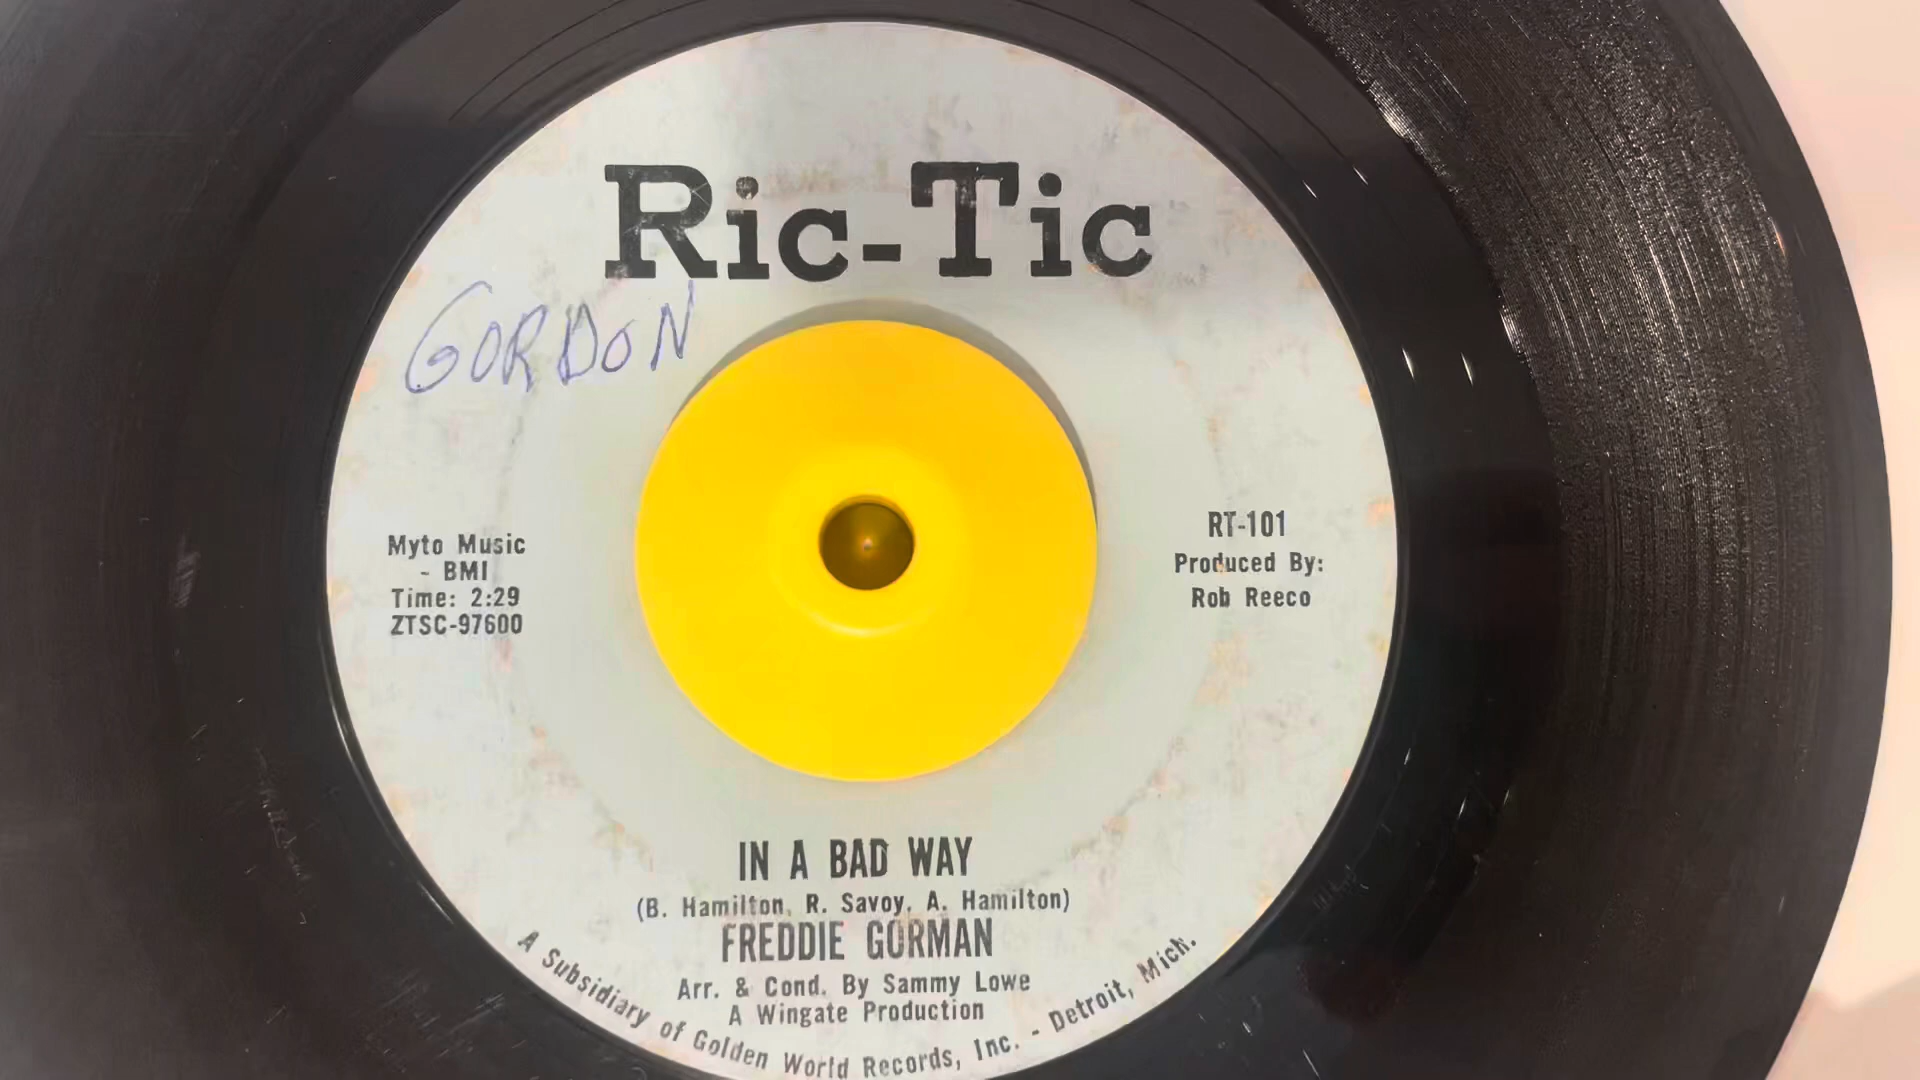 Ric-Tic
GORDON
Myto Music
- BMI
Time: 2:29
ZTSC-97600
RT-101
Produced By:
Rob Reeco
IN A BAD WAY
(B. Hamilton, R. Savoy, A. Hamilton)
FREDDIE GORMAN
Arr. & Cond. By Sammy Lowe
A Wingate Production
A Subsidiary of Golden World Records, Inc. - Detroit, Mich.